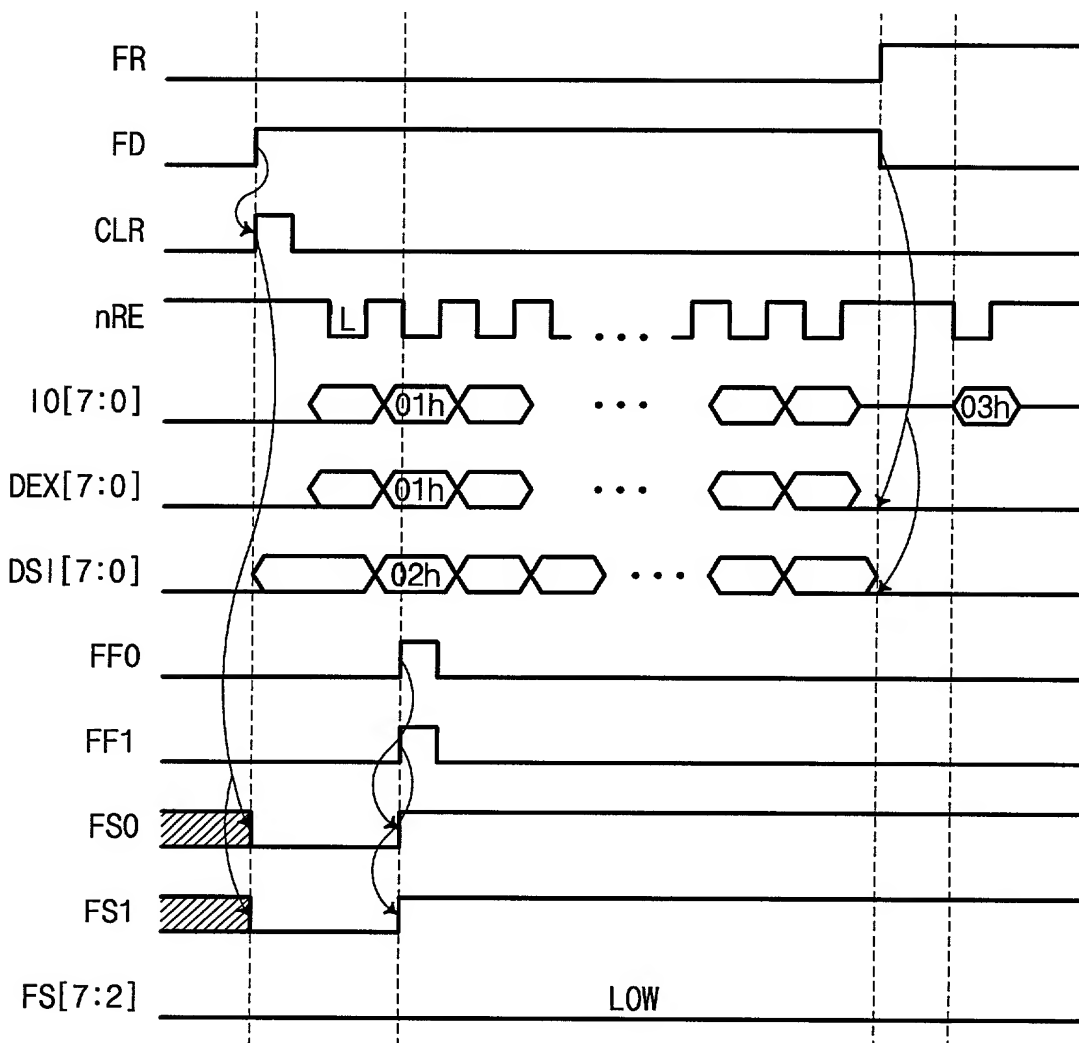 FR
FD
CLR
nRE
L
IO[7:0]
01h
03h
DEX[7:0]
01h
DSI[7:0]
02h
FF0
FF1
FS0
FS1
FS[7:2]
LOW